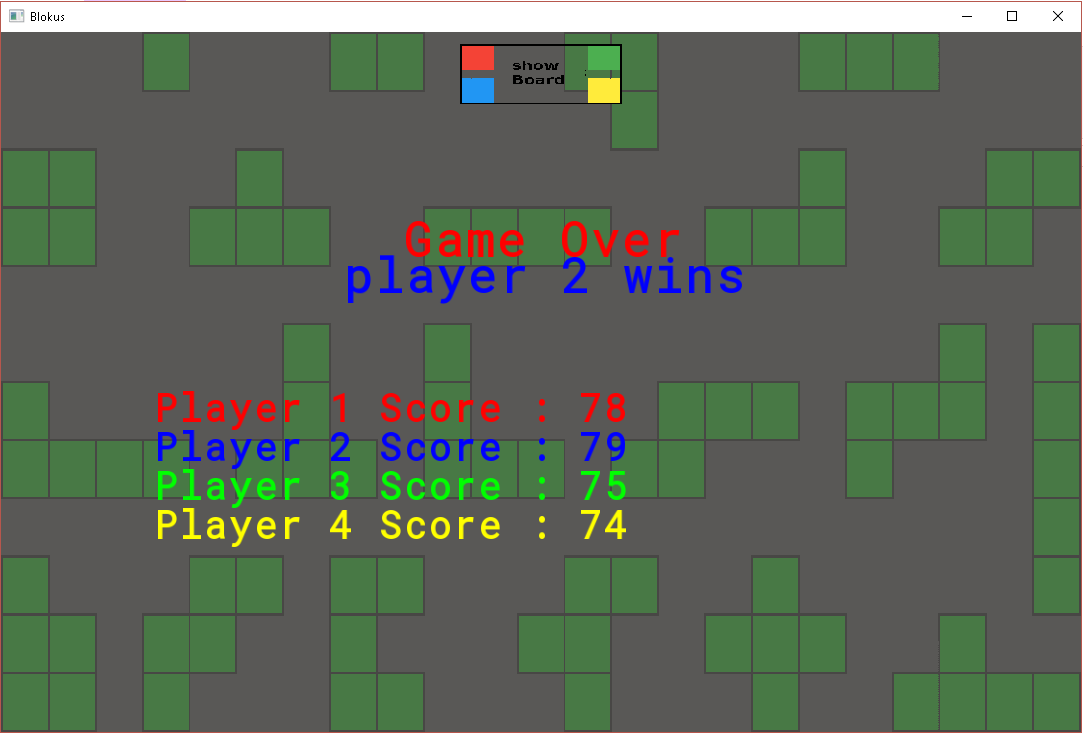 Blokus
show
Board
Game Over
player 2 wins
Player 1 Score : 78
Player 2 Score : 79
Player 3 Score : 75
Player 4 Score : 74